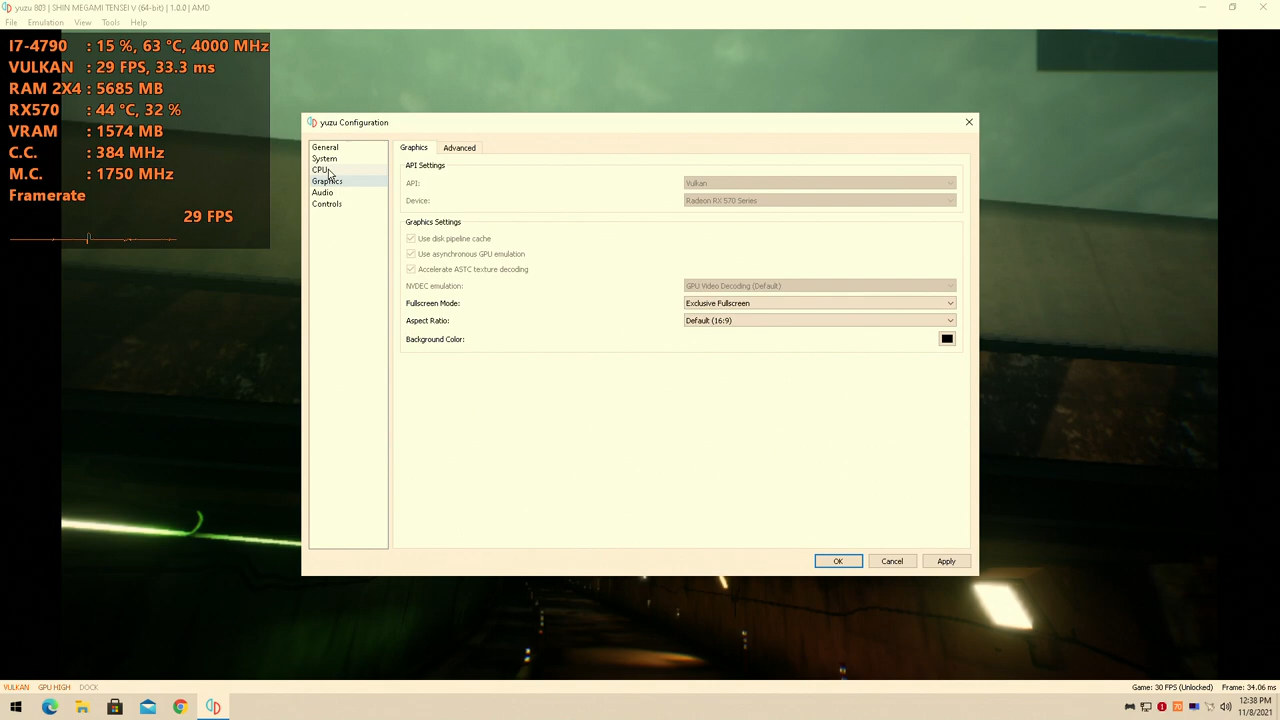 yuzu 803 | SHIN MEGAMI TENSEI V (64-bit) | 1.0.0 | AMD
File Emulation View Tools Help
I7-4790 : 15 %, 63 °C, 4000 MHz
VULKAN : 29 FPS, 33.3 ms
RAM 2X4 : 5685 MB
RX570 : 44 °C, 32 %
VRAM : 1574 MB
C.C. : 384 MHz
M.C. : 1750 MHz
Framerate
29 FPS
yuzu Configuration
General
System
CPU
Graphics
Audio
Controls
Graphics Advanced
API Settings
API: Vulkan
Device: Radeon RX 570 Series
Graphics Settings
Use disk pipeline cache
Use asynchronous GPU emulation
Accelerate ASTC texture decoding
NVDEC emulation: GPU Video Decoding (Default)
Fullscreen Mode: Exclusive Fullscreen
Aspect Ratio: Default (16:9)
Background Color:
OK Cancel Apply
VULKAN GPU HIGH DOCK
Game: 30 FPS (Unlocked) Frame: 34.06 ms
12:38 PM
11/8/2021